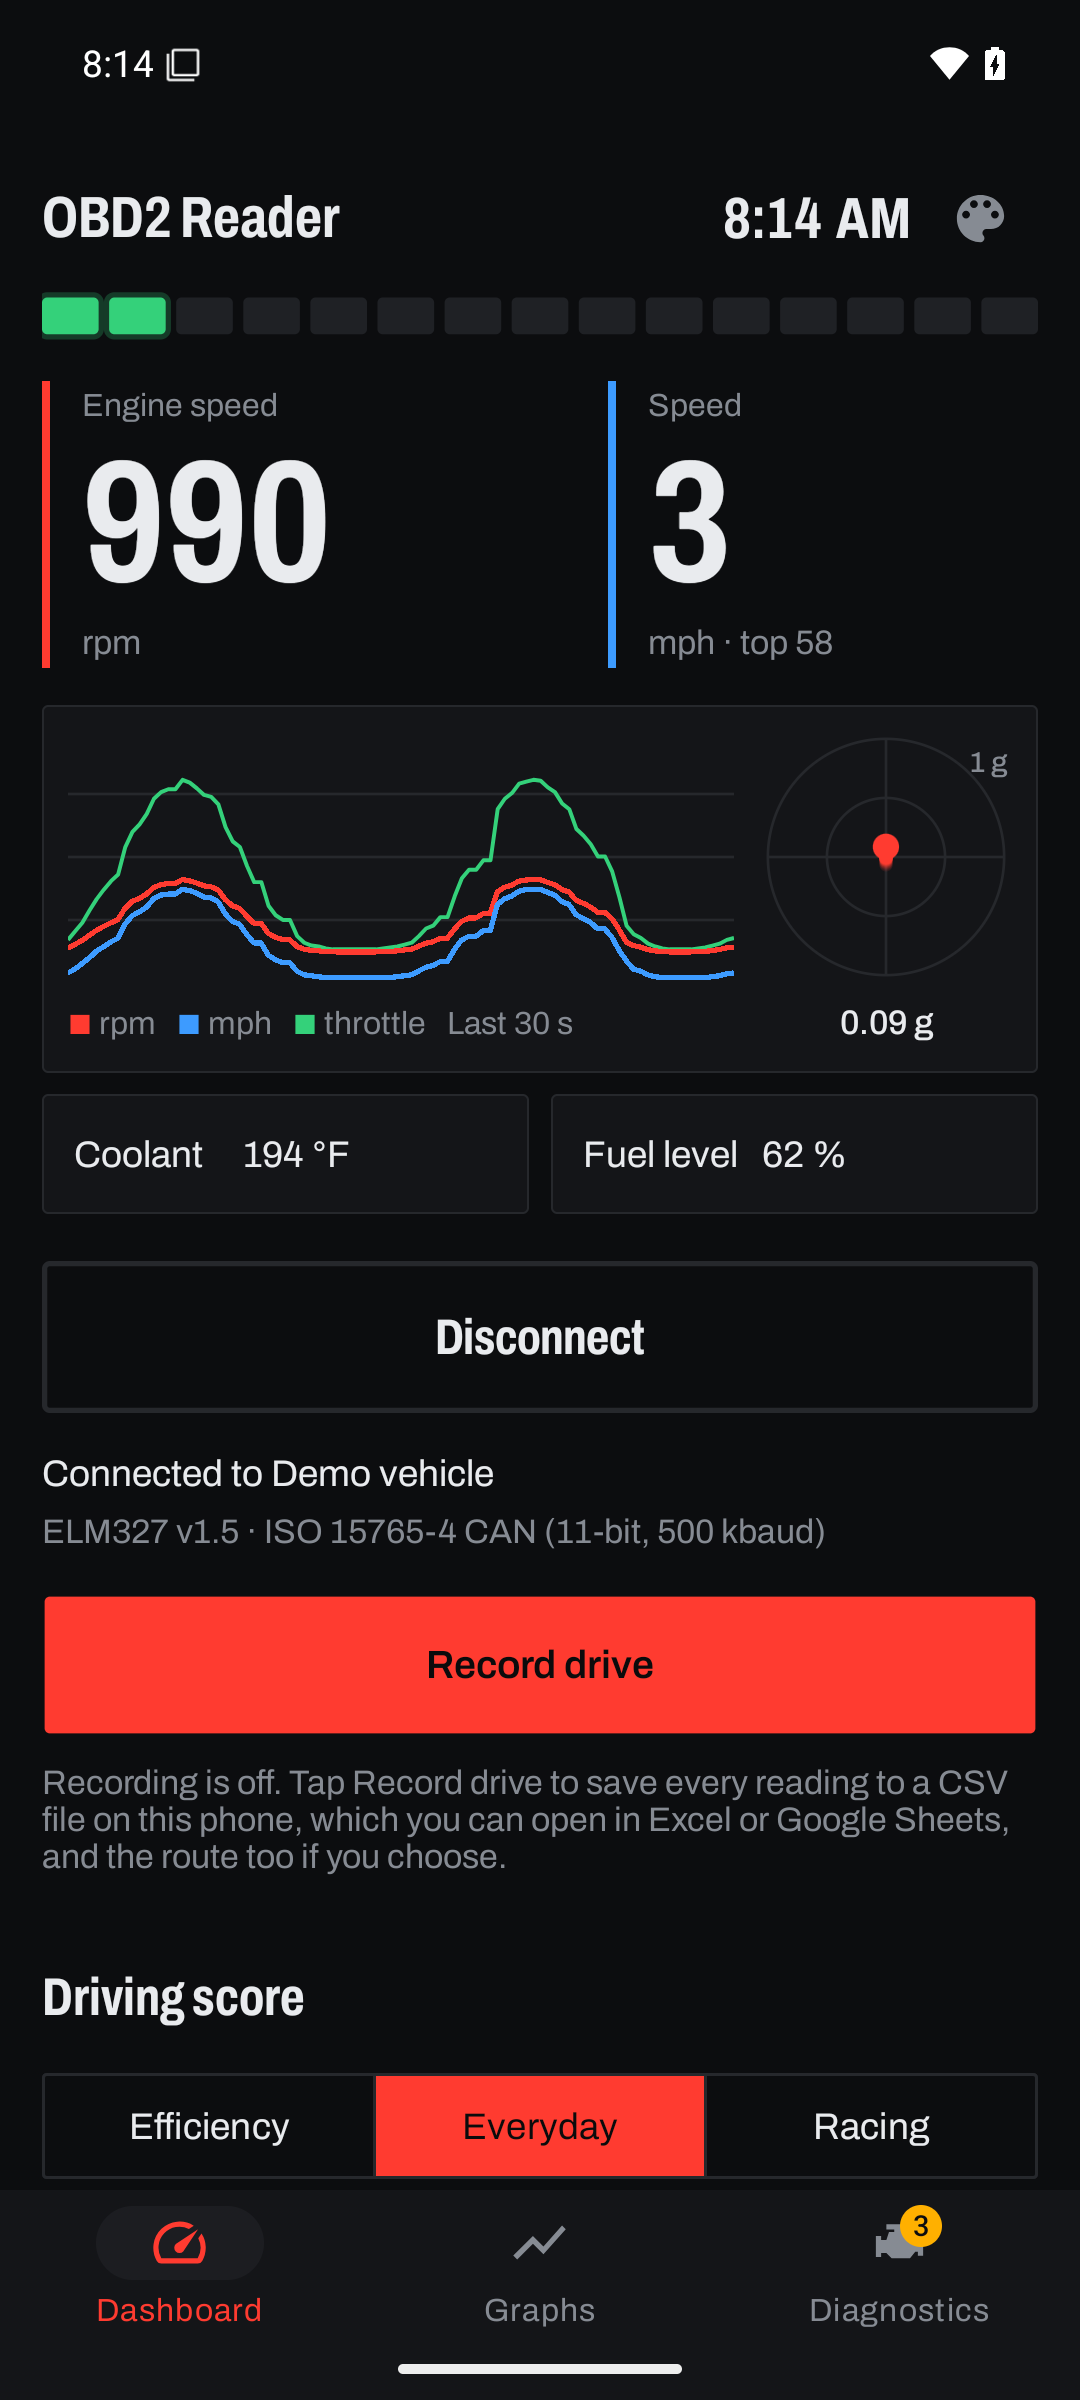 8:14
OBD2 Reader
8:14 AM
Engine speed
990
rpm
Speed
3
mph · top 58
1 g
rpm mph throttle Last 30 s
0.09 g
Coolant 194 °F
Fuel level 62 %
Disconnect
Connected to Demo vehicle
ELM327 v1.5 · ISO 15765-4 CAN (11-bit, 500 kbaud)
Record drive
Recording is off. Tap Record drive to save every reading to a CSV
file on this phone, which you can open in Excel or Google Sheets,
and the route too if you choose.
Driving score
Efficiency
Everyday
Racing
3
Dashboard
Graphs
Diagnostics